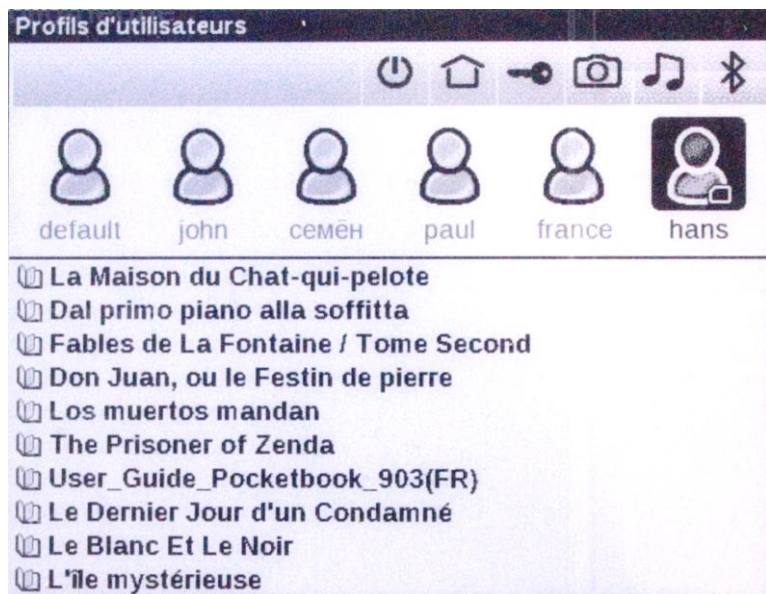 Profils d'utilisateurs
default john семён paul france hans
La Maison du Chat-qui-pelote
Dal primo piano alla soffitta
Fables de La Fontaine / Tome Second
Don Juan, ou le Festin de pierre
Los muertos mandan
The Prisoner of Zenda
User_Guide_Pocketbook_903(FR)
Le Dernier Jour d'un Condamné
Le Blanc Et Le Noir
L'île mystérieuse